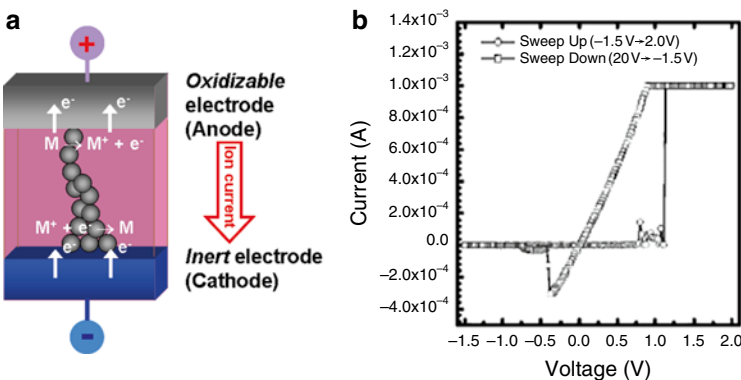 a
+
e-
e-
M → M+ + e-
M+ + e- → M
e-
e-
-
Oxidizable
electrode
(Anode)
Ion current
Inert electrode
(Cathode)
b
Sweep Up (−1.5 V→2.0V)
Sweep Down (20 V→−1.5 V)
Current (A)
1.4x10-3
1.2x10-3
1.0x10-3
8.0x10-4
6.0x10-4
4.0x10-4
2.0x10-4
0.0
−2.0x10-4
−4.0x10-4
−1.5 −1.0 −0.5 0.0 0.5 1.0 1.5 2.0
Voltage (V)